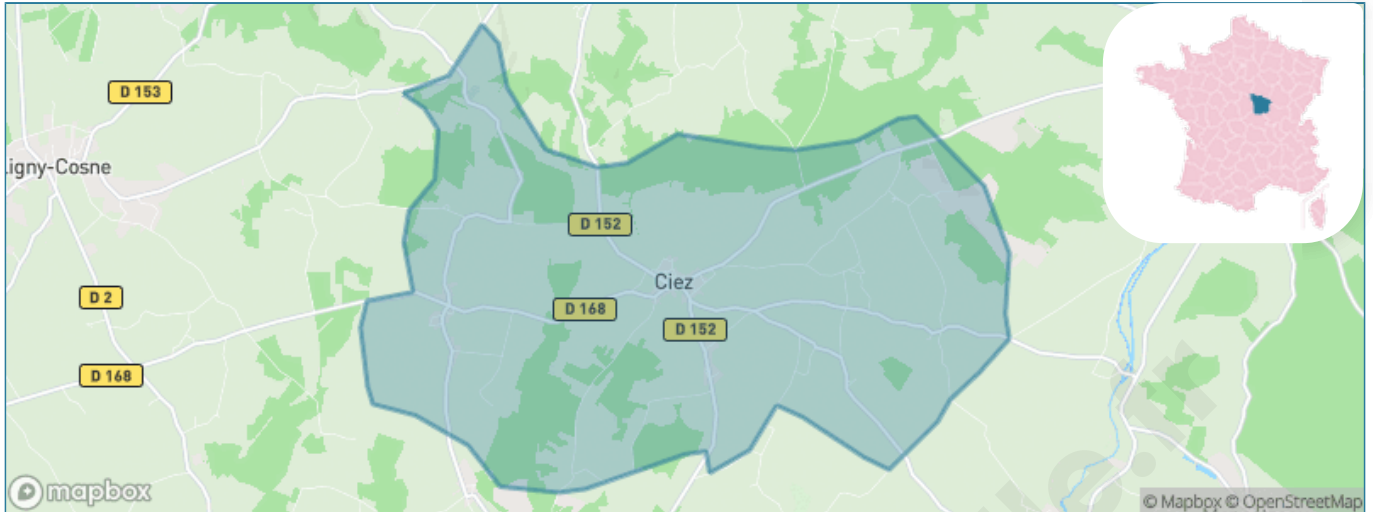 D 153
igny-Cosne
D 152
Ciez
D 2
D 168
D 152
D 168
mapbox
© Mapbox © OpenStreetMap